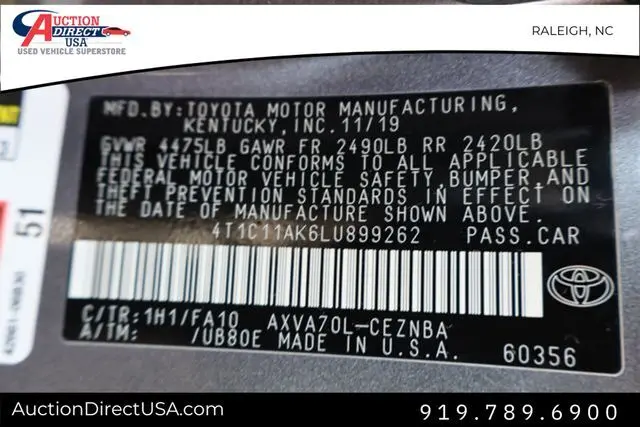 AUCTION
DIRECT
USA
USED VEHICLE SUPERSTORE
RALEIGH, NC
MFD.BY:TOYOTA MOTOR MANUFACTURING,
KENTUCKY, INC.11/19
GVWR 4475LB GAWR FR 2490LB RR 2420LB
THIS VEHICLE CONFORMS TO ALL APPLICABLE
FEDERAL MOTOR VEHICLE SAFETY,BUMPER,AND
THEFT PREVENTION STANDARDS IN EFFECT ON
THE DATE OF MANUFACTURE SHOWN ABOVE.
4T1C11AK6LU899262 PASS.CAR
C/TR:1H1/FA10 AXVA70L-CEZNBA
A/TM: /UB80E MADE IN U.S.A.
60356
51
AuctionDirectUSA.com
919.789.6900